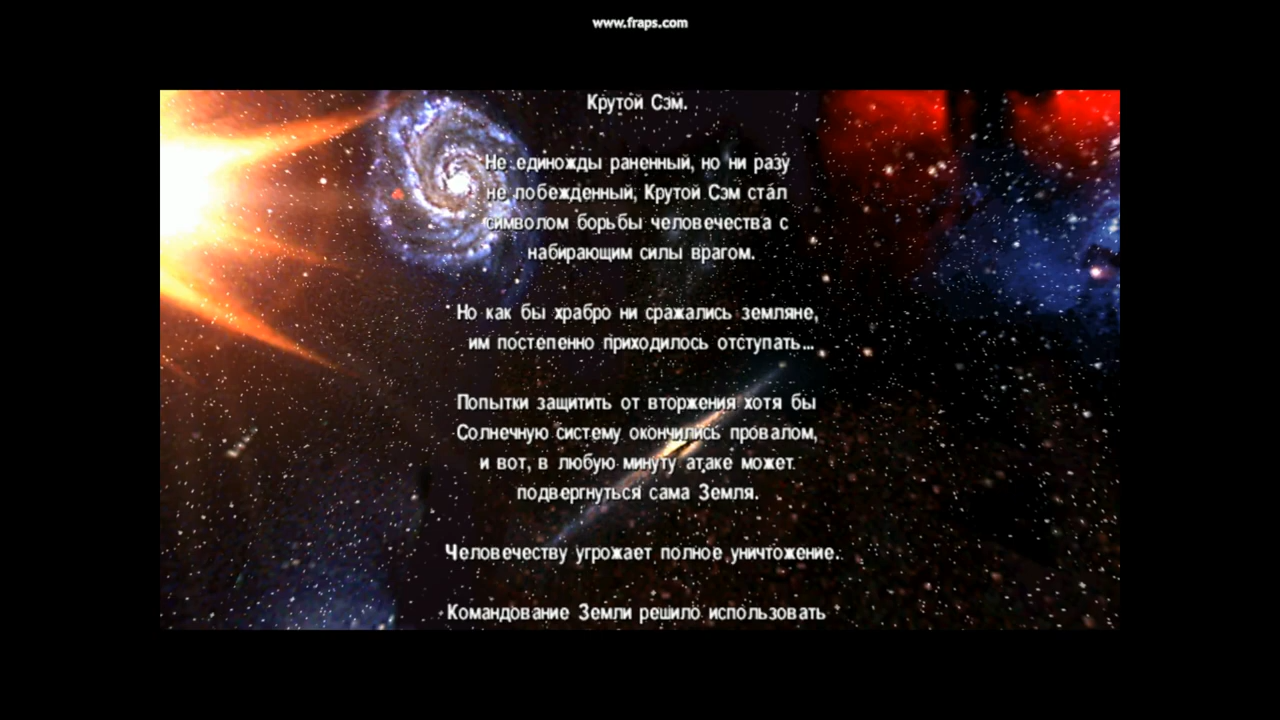 www.fraps.com
Крутой Сэм.
Не единожды раненный, но ни разу
не побежденный, Крутой Сэм стал
символом борьбы человечества с
набирающим силы врагом.
Но как бы храбро ни сражались земляне,
им постепенно приходилось отступать...
Попытки защитить от вторжения хотя бы
Солнечную систему окончились провалом,
и вот, в любую минуту атаке может
подвергнуться сама Земля.
Человечеству угрожает полное уничтожение.
Командование Земли решило использовать